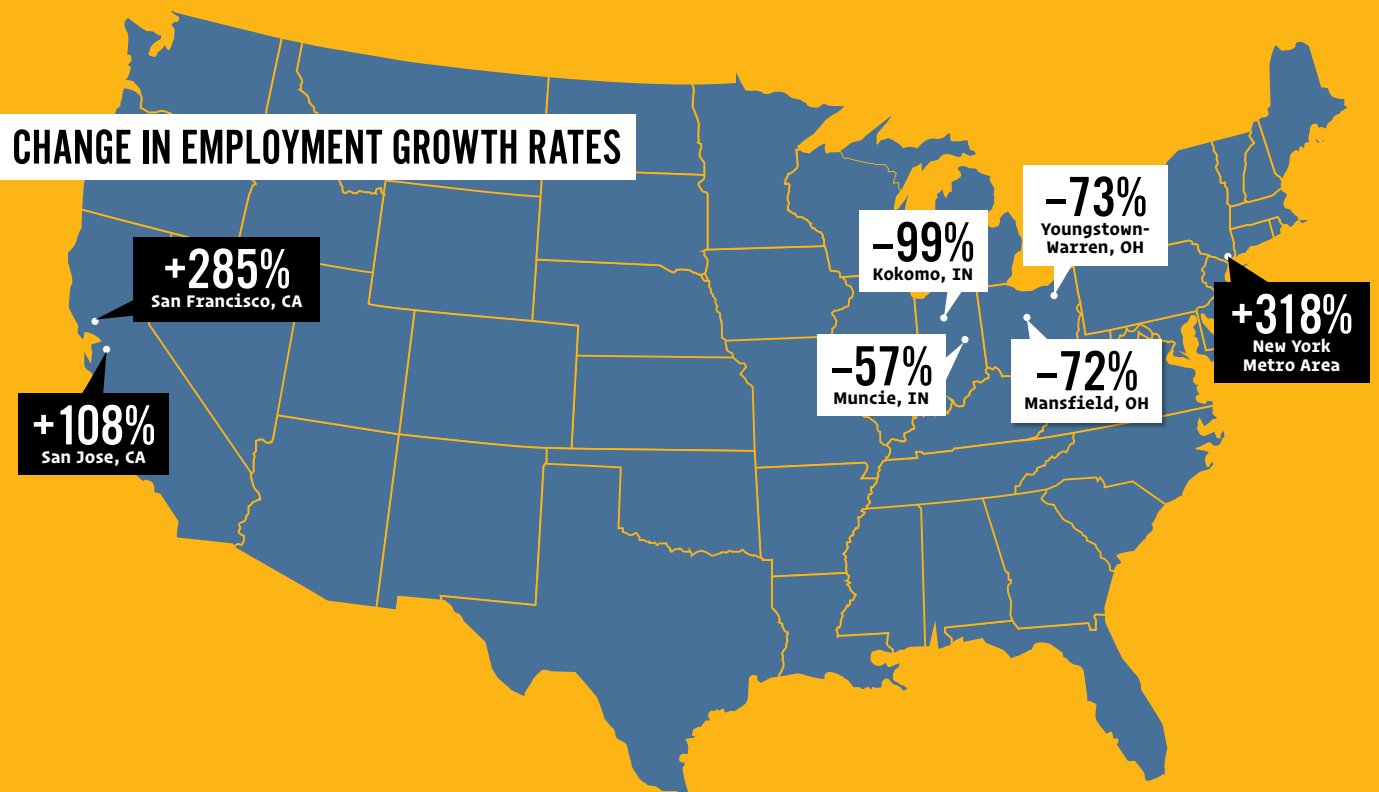 CHANGE IN EMPLOYMENT GROWTH RATES
+285%
San Francisco, CA
+108%
San Jose, CA
–99%
Kokomo, IN
–57%
Muncie, IN
–73%
Youngstown-
Warren, OH
–72%
Mansfield, OH
+318%
New York
Metro Area